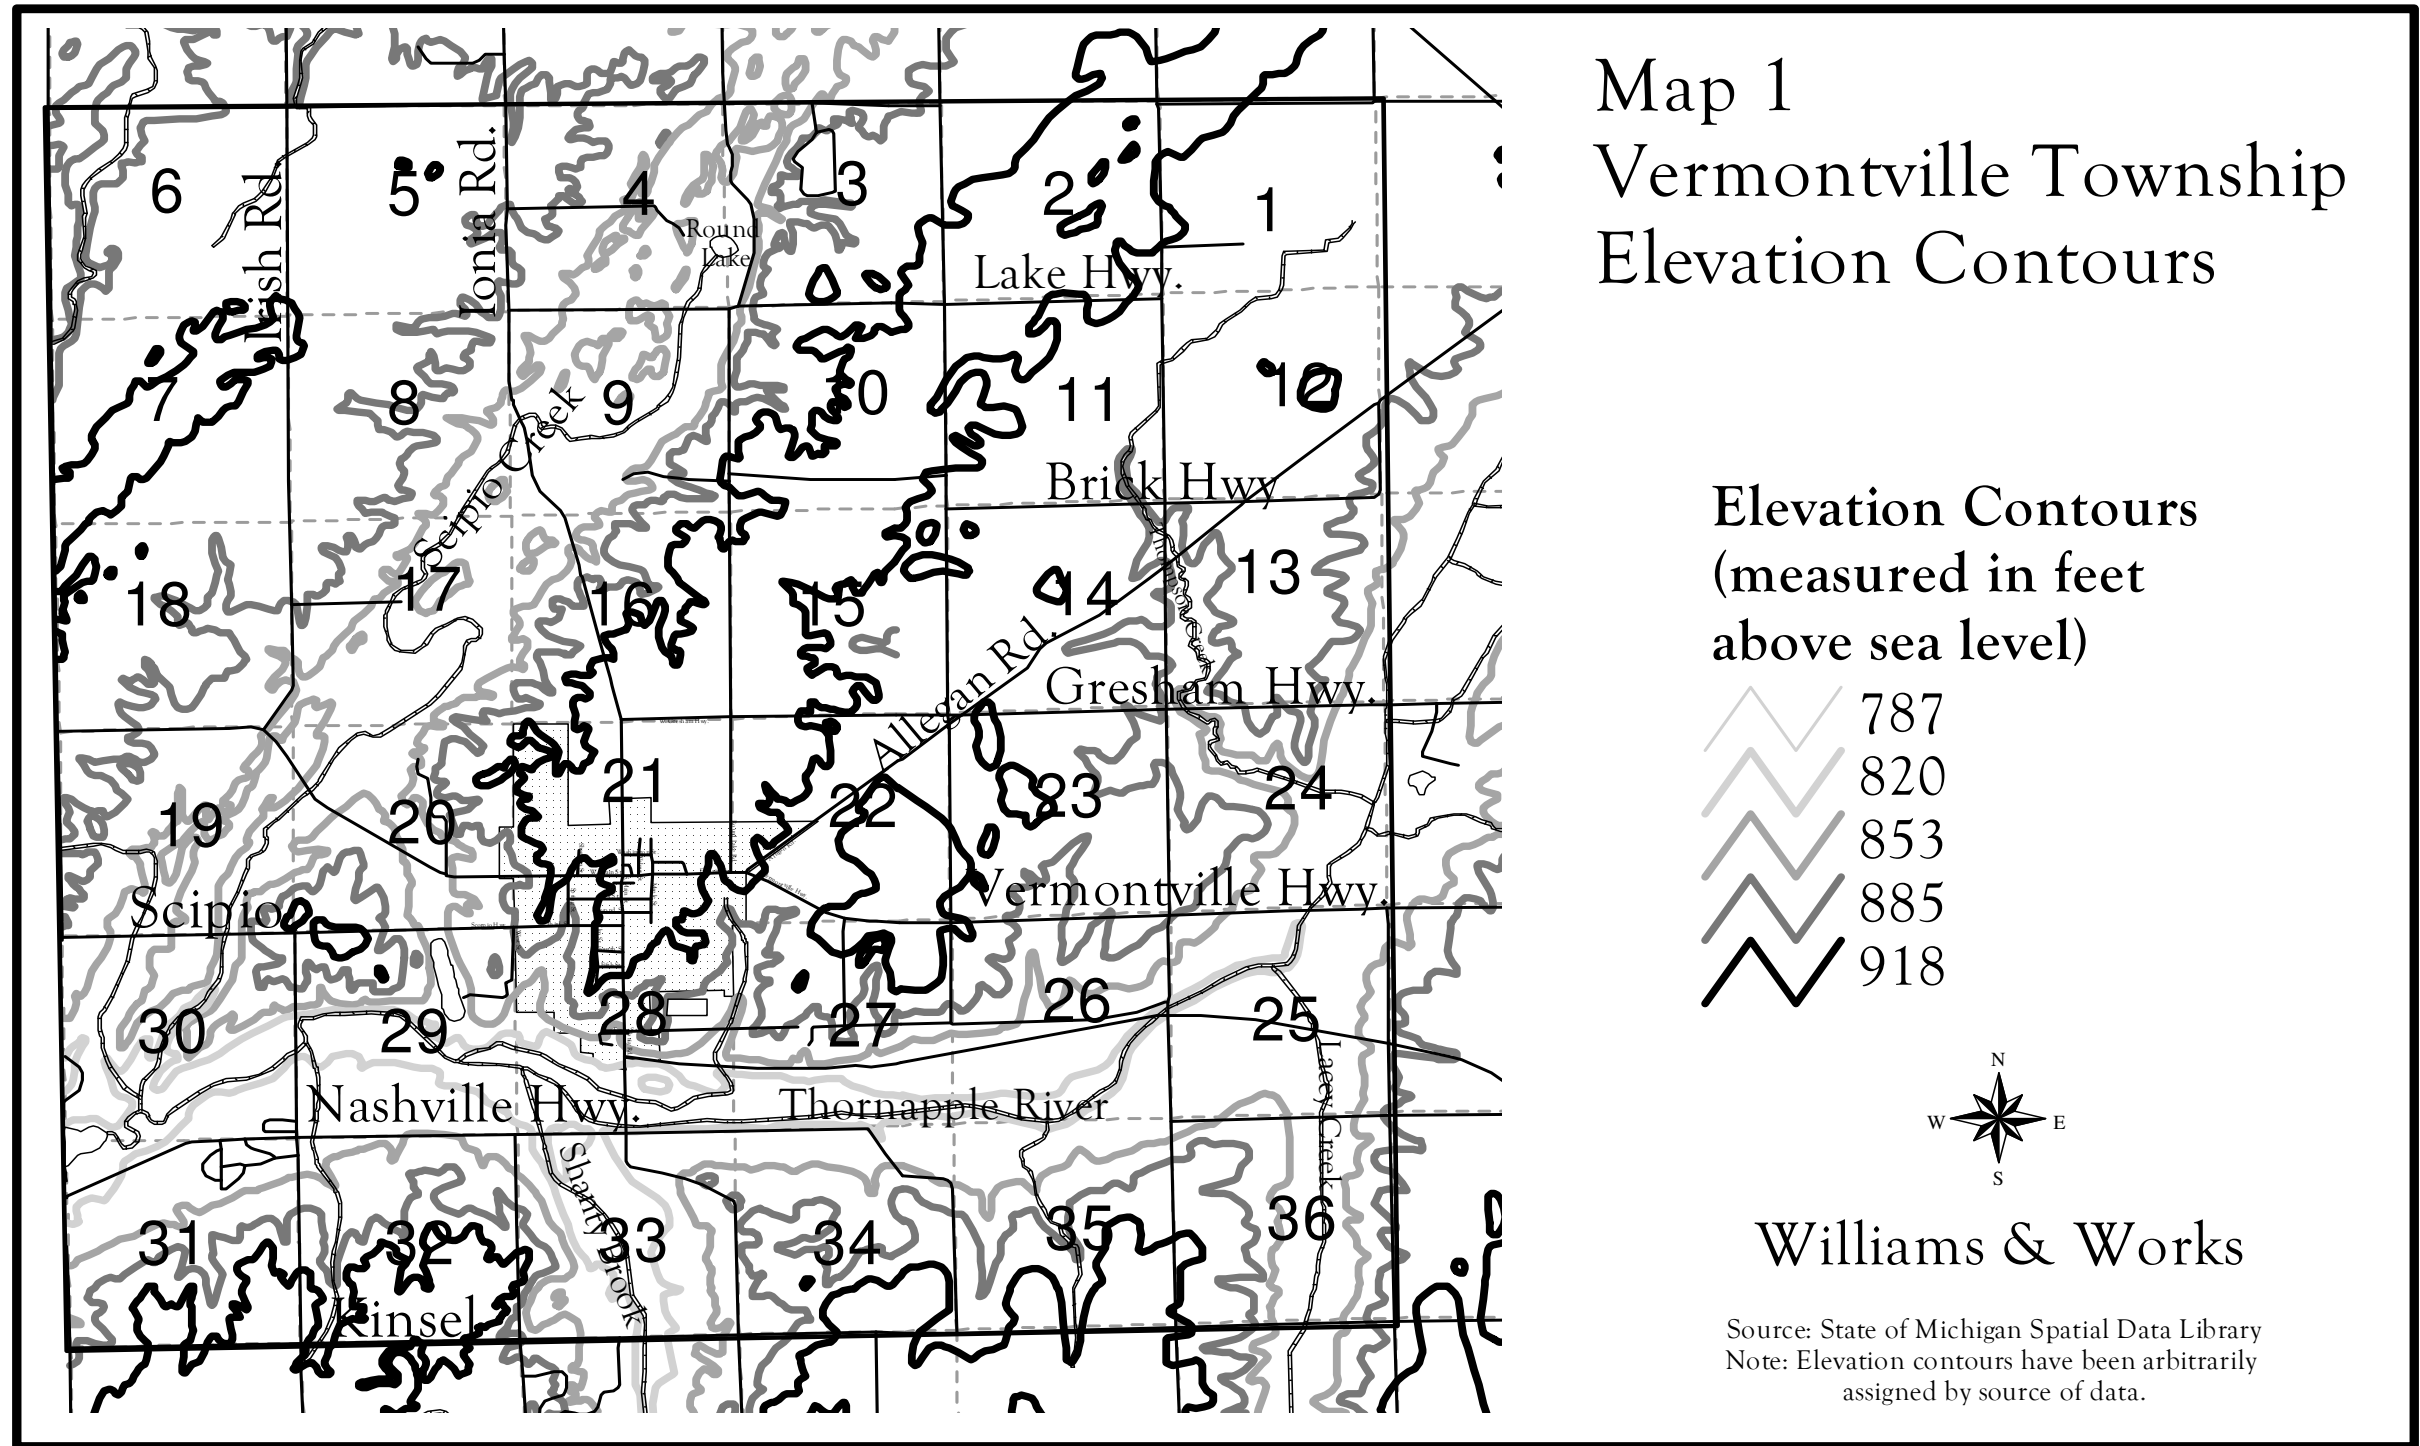 Map 1
Vermontville Township
Elevation Contours
Elevation Contours
(measured in feet
above sea level)
787
820
853
885
918
N
W E
S
Williams & Works
Source: State of Michigan Spatial Data Library
Note: Elevation contours have been arbitrarily
assigned by source of data.
6
5
4
3
2
1
Irish Rd
Ionia Rd.
Round
Lake
Lake Hwy.
7
8
9
10
11
12
Scipio Creek
Brick Hwy
18
17
16
15
14
13
Thompson Creek
Allegan Rd.
Gresham Hwy.
19
20
21
22
23
24
Scipio
Vermontville Hwy.
30
29
28
27
26
25
Nashville Hwy.
Thornapple River
Lacey Creek
Shanty Brook
31
32
33
34
35
36
Kinsel